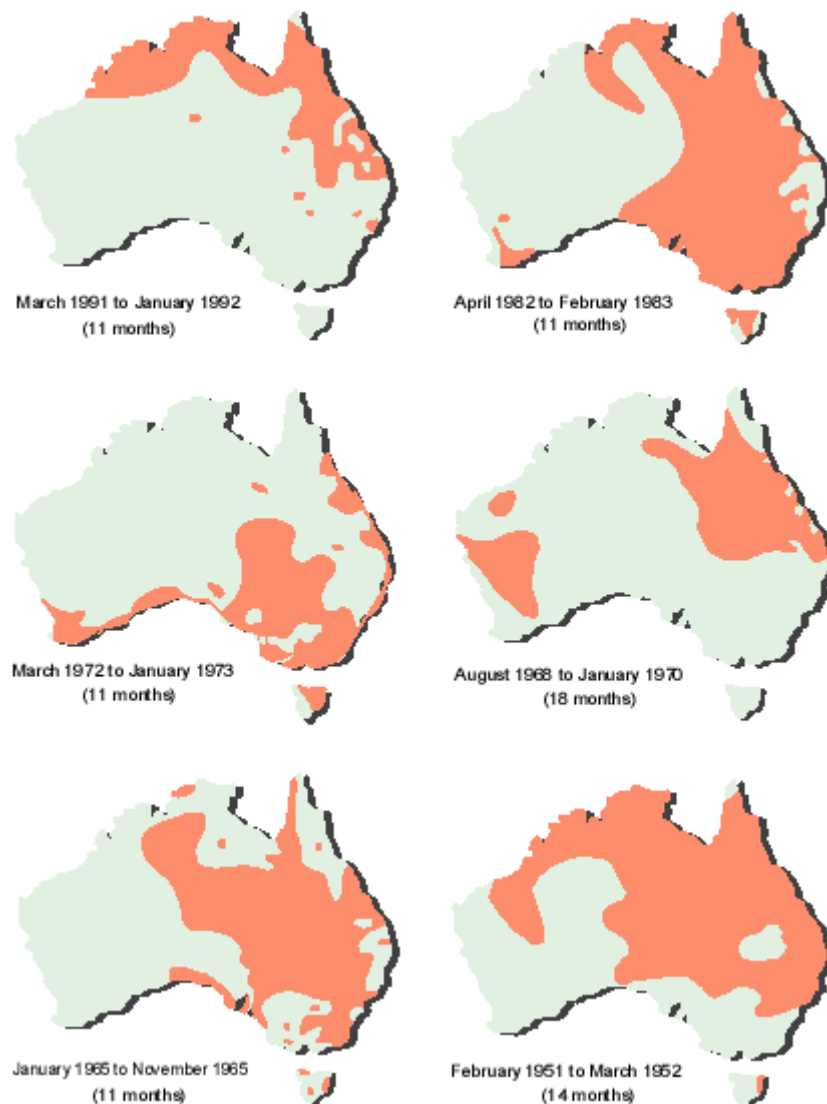 March 1991 to January 1992
(11 months)
April 1982 to February 1983
(11 months)
March 1972 to January 1973
(11 months)
August 1968 to January 1970
(18 months)
January 1965 to November 1965
(11 months)
February 1951 to March 1952
(14 months)